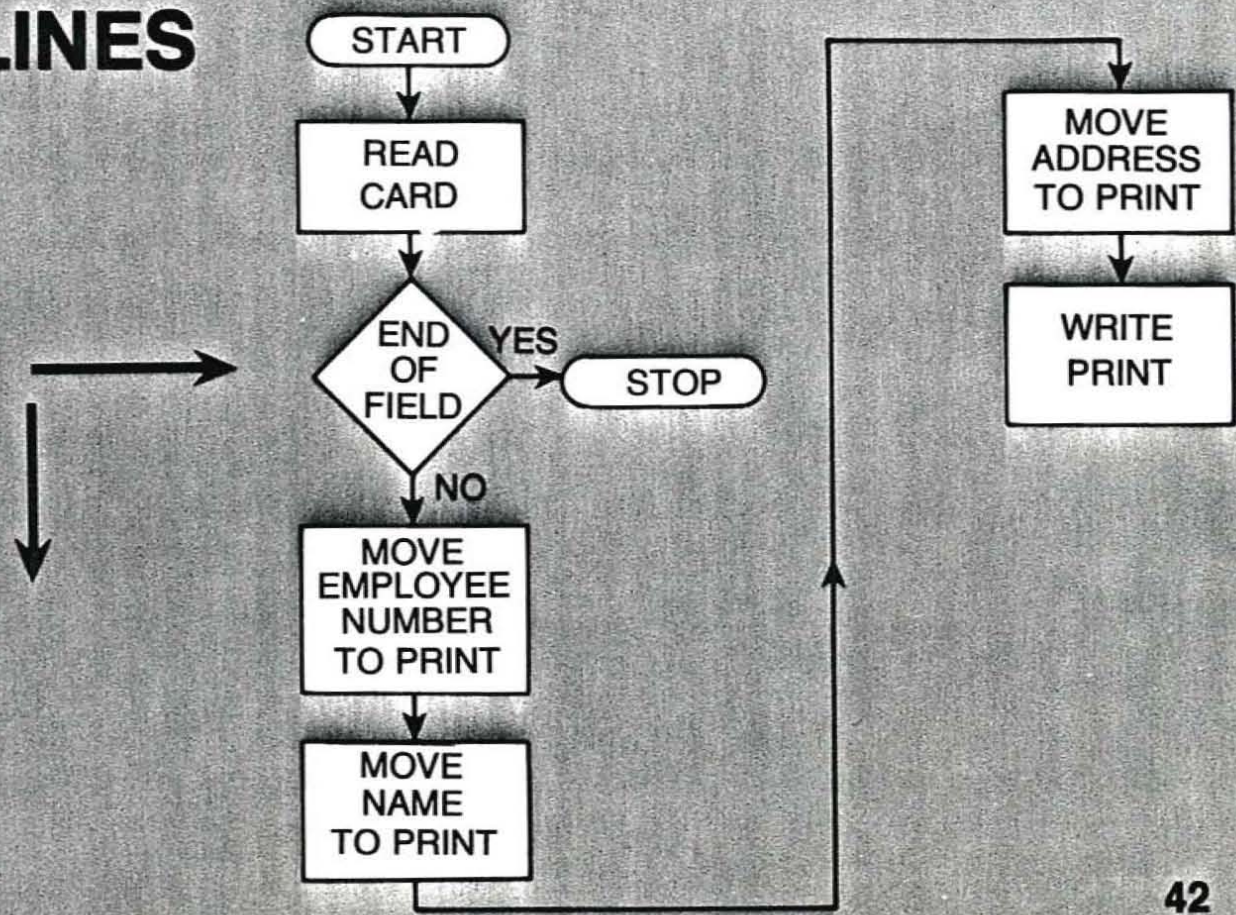 LINES
START
READ
CARD
END
OF
FIELD
YES
STOP
NO
MOVE
EMPLOYEE
NUMBER
TO PRINT
MOVE
NAME
TO PRINT
MOVE
ADDRESS
TO PRINT
WRITE
PRINT
42